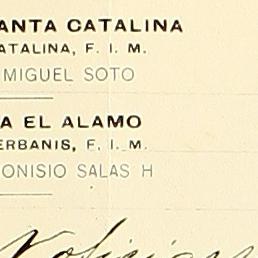 ANTA CATALINA
ATALINA, F. I. M.
MIGUEL SOTO
A EL ALAMO
ERBANIS, F. I. M.
ONISIO SALAS H